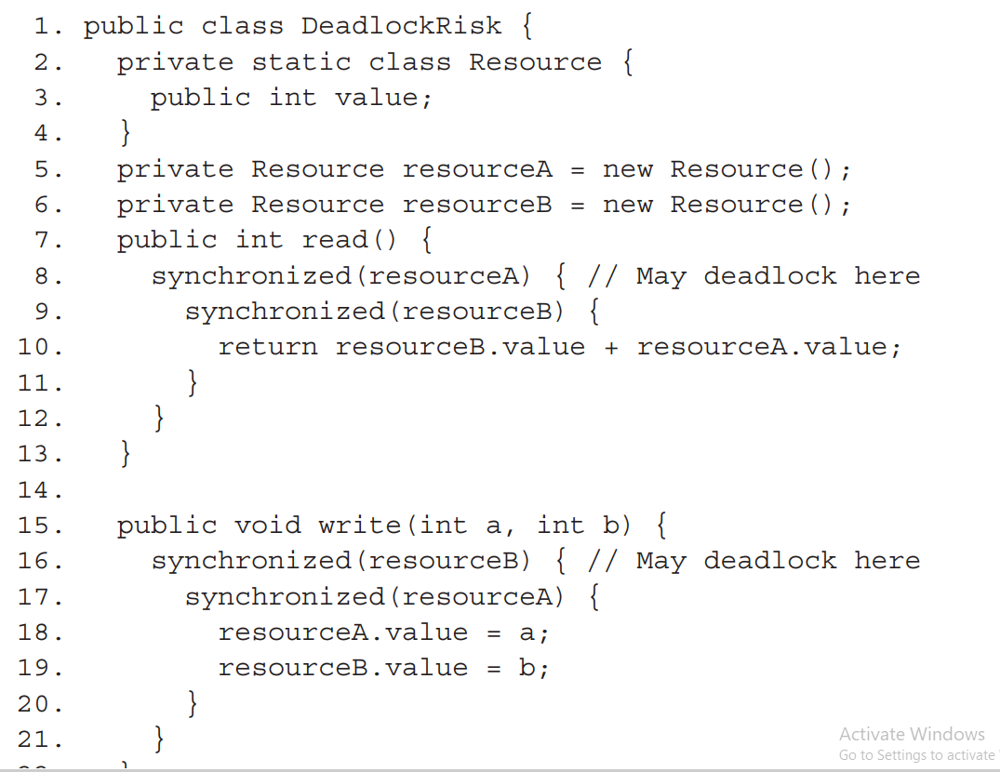 1. public class DeadlockRisk {
2.   private static class Resource {
3.     public int value;
4.   }
5.   private Resource resourceA = new Resource();
6.   private Resource resourceB = new Resource();
7.   public int read() {
8.     synchronized(resourceA) { // May deadlock here
9.       synchronized(resourceB) {
10.         return resourceB.value + resourceA.value;
11.       }
12.     }
13.   }
14.
15.   public void write(int a, int b) {
16.     synchronized(resourceB) { // May deadlock here
17.       synchronized(resourceA) {
18.         resourceA.value = a;
19.         resourceB.value = b;
20.       }
21.     }
Activate Windows
Go to Settings to activate